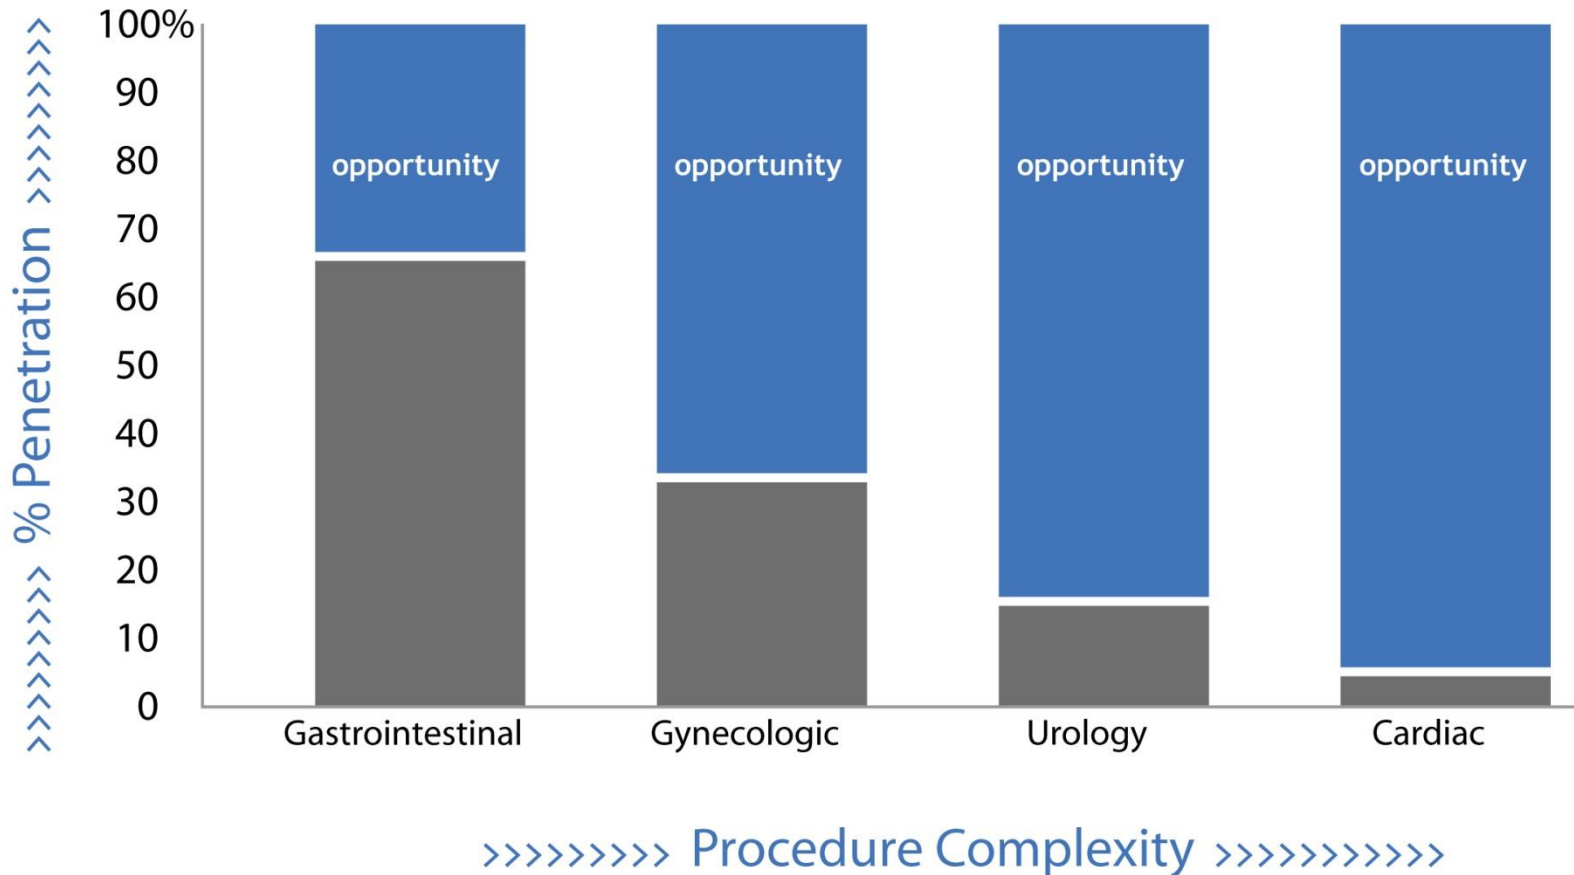 >>>>>>>> % Penetration >>>>>>>>>
100%
90
80
70
60
50
40
30
20
10
0
opportunity
opportunity
opportunity
opportunity
Gastrointestinal
Gynecologic
Urology
Cardiac
>>>>>>>>> Procedure Complexity >>>>>>>>>>>